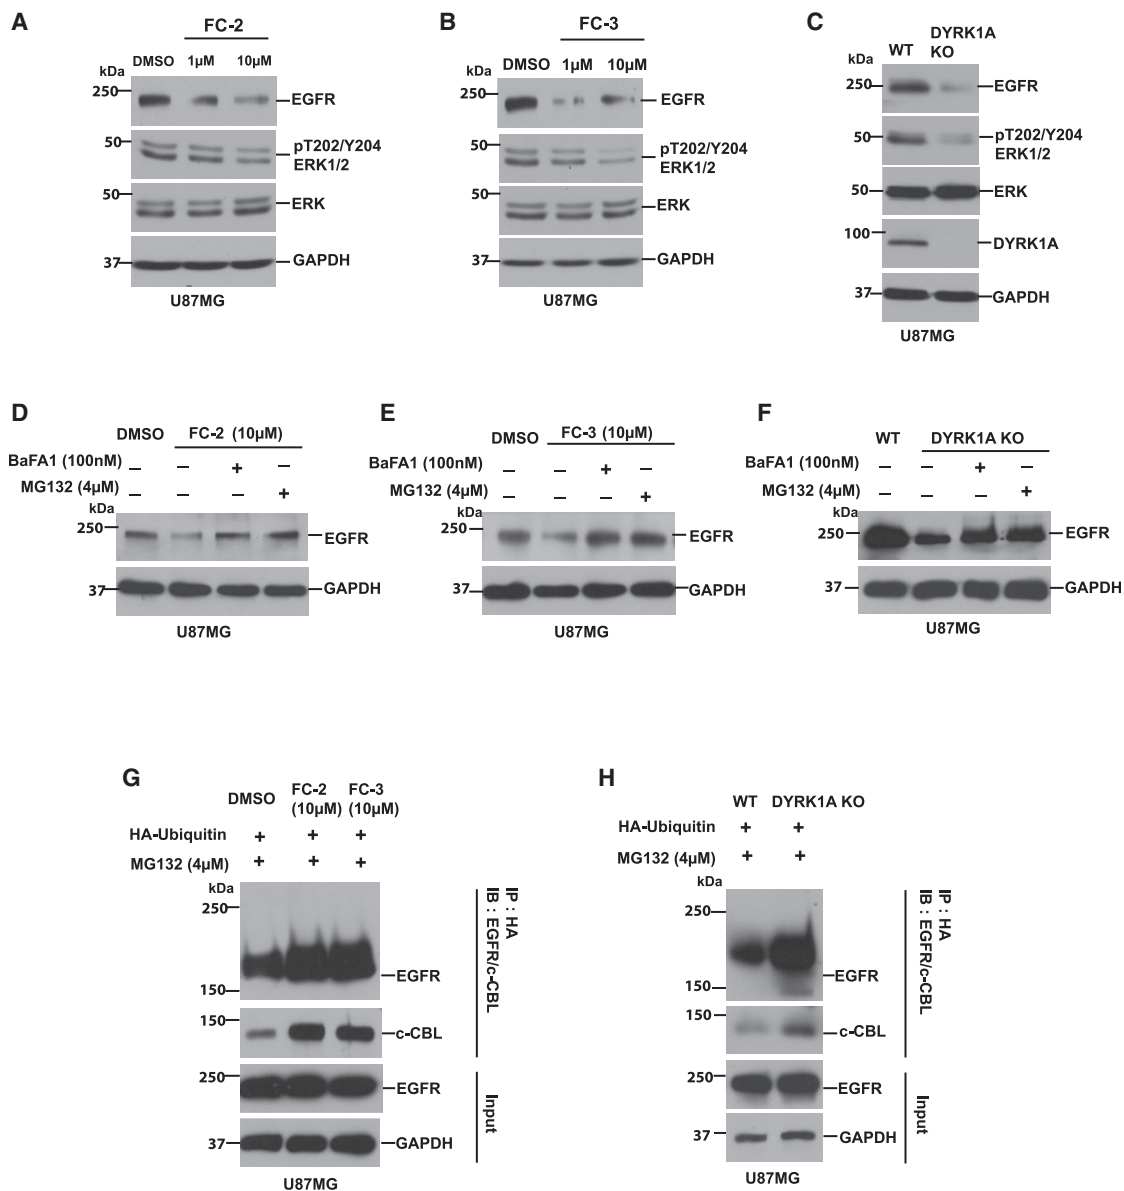 A
FC-2
DMSO 1µM 10µM
kDa
250
EGFR
50
pT202/Y204
ERK1/2
50
ERK
37
GAPDH
U87MG
B
FC-3
DMSO 1µM 10µM
kDa
250
EGFR
50
pT202/Y204
ERK1/2
50
ERK
37
GAPDH
U87MG
C
DYRK1A
WT KO
kDa
250
EGFR
50
pT202/Y204
ERK1/2
50
ERK
100
DYRK1A
37
GAPDH
U87MG
D
DMSO FC-2 (10µM)
BaFA1 (100nM) – – + –
MG132 (4µM) – – – +
kDa
250
EGFR
37
GAPDH
U87MG
E
DMSO FC-3 (10µM)
BaFA1 (100nM) – – + –
MG132 (4µM) – – – +
kDa
250
EGFR
37
GAPDH
U87MG
F
WT DYRK1A KO
BaFA1 (100nM) – – + –
MG132 (4µM) – – – +
kDa
250
EGFR
37
GAPDH
U87MG
G
DMSO FC-2 FC-3
(10µM) (10µM)
HA-Ubiquitin + + +
MG132 (4µM) + + +
kDa
250
EGFR
150
150
c-CBL
250
EGFR
37
GAPDH
IP : HA
IB : EGFR/c-CBL
Input
U87MG
H
WT DYRK1A KO
HA-Ubiquitin + +
MG132 (4µM) + +
kDa
250
EGFR
150
150
c-CBL
250
EGFR
37
GAPDH
IP : HA
IB : EGFR/c-CBL
Input
U87MG